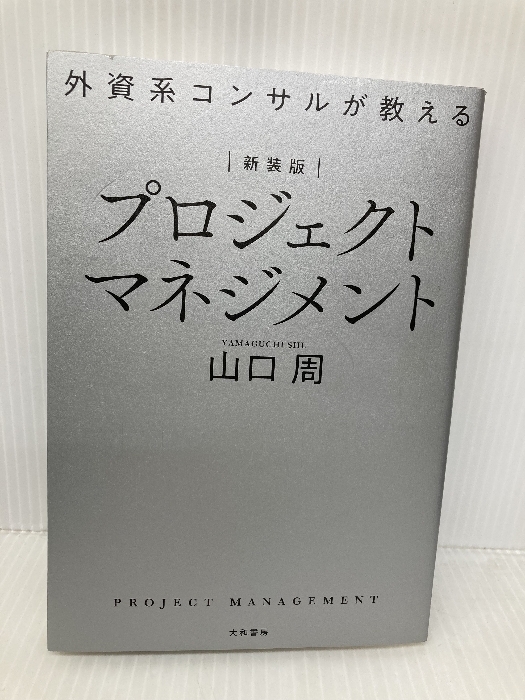 外資系コンサルが教える
新装版
プロジェクト
マネジメント
YAMAGUCHI SHU
山口 周
PROJECT MANAGEMENT
大和書房